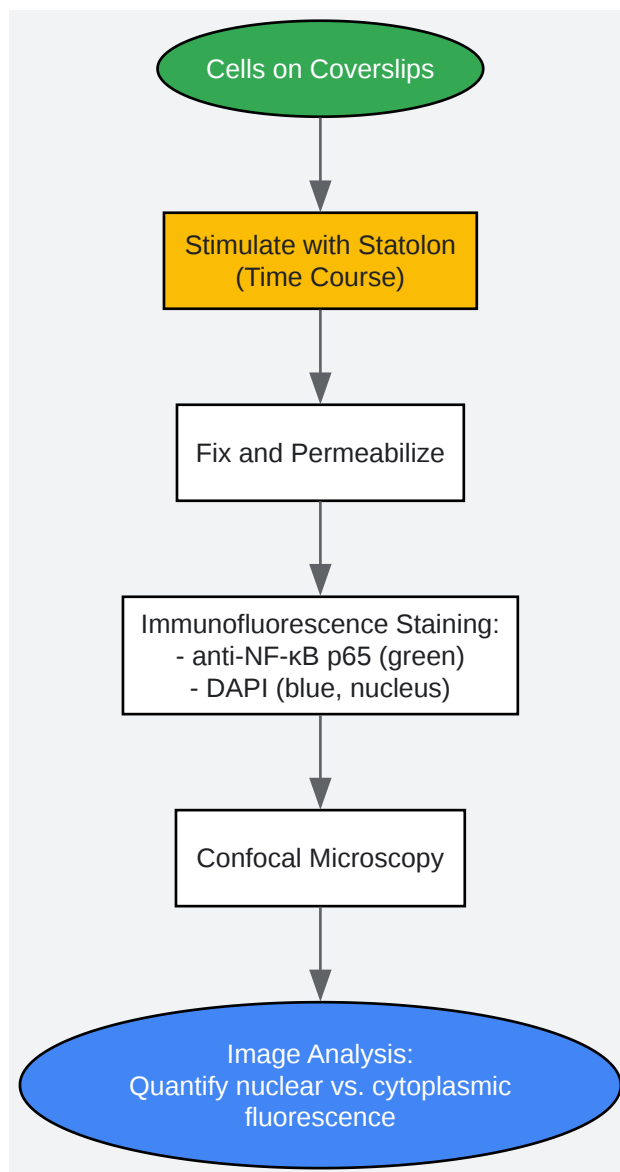 Cells on Coverslips
Stimulate with Statolon
(Time Course)
Fix and Permeabilize
Immunofluorescence Staining:
- anti-NF-κB p65 (green)
- DAPI (blue, nucleus)
Confocal Microscopy
Image Analysis:
Quantify nuclear vs. cytoplasmic
fluorescence